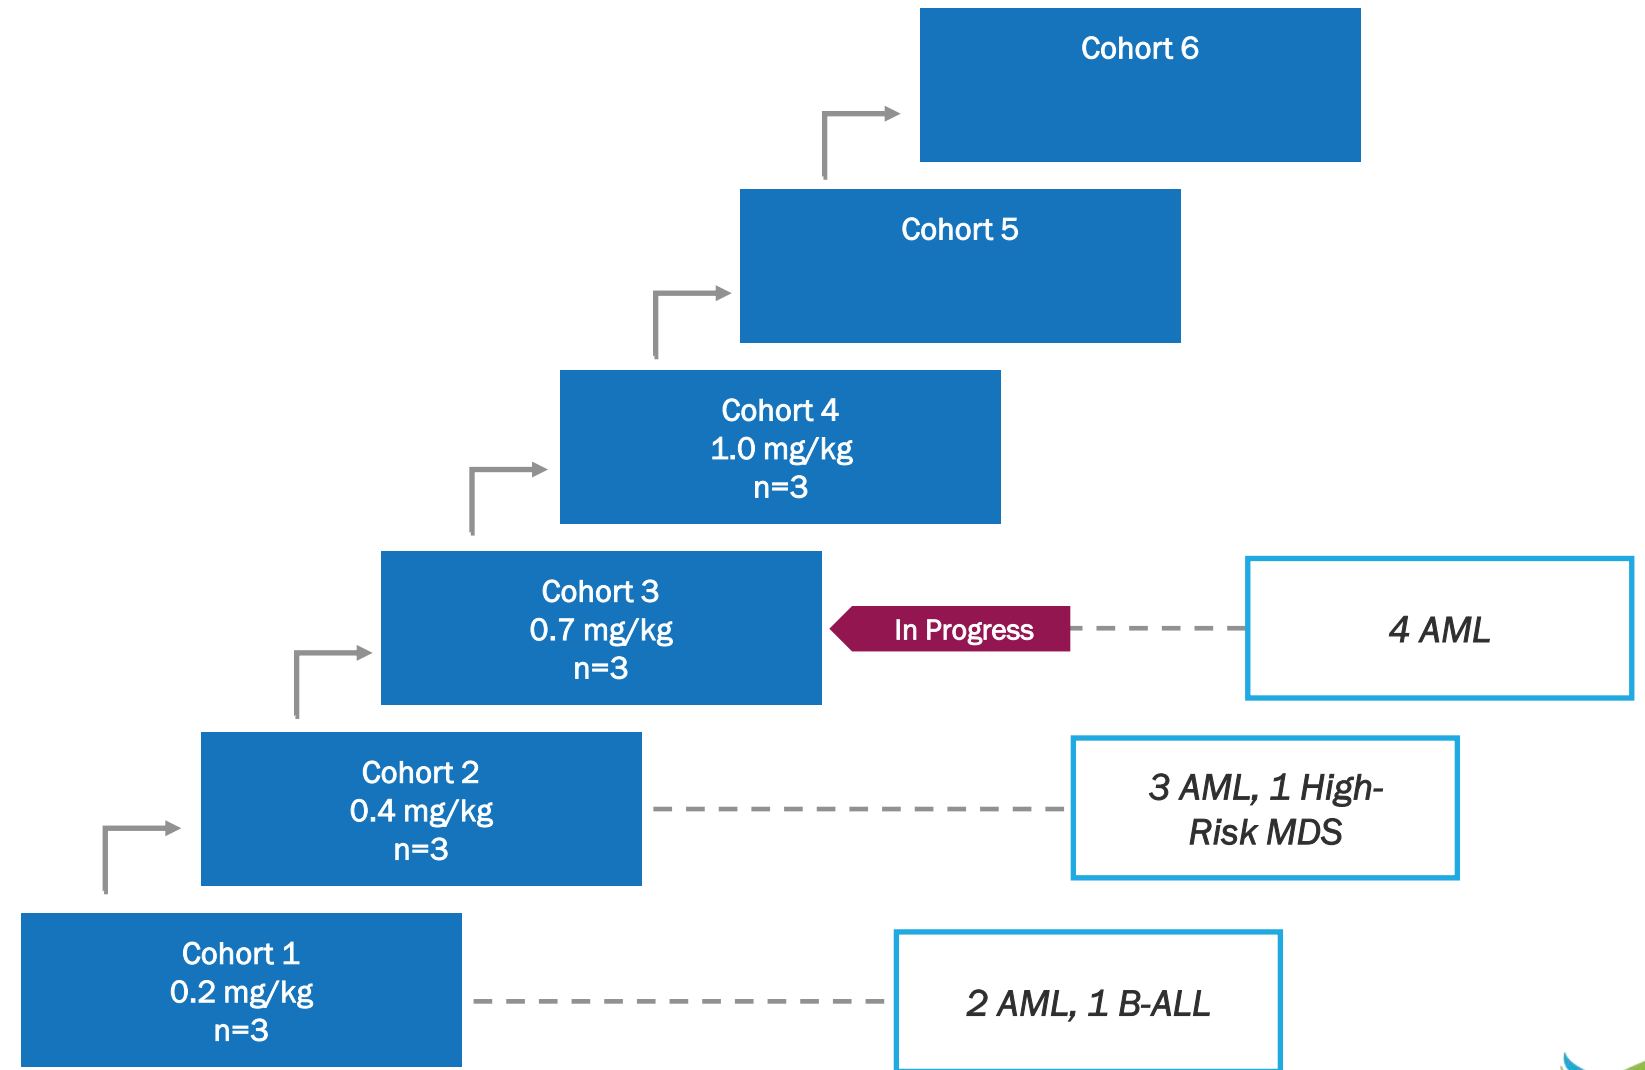 Cohort 6
Cohort 5
Cohort 4
1.0 mg/kg
n=3
Cohort 3
0.7 mg/kg
n=3
In Progress
4 AML
Cohort 2
0.4 mg/kg
n=3
3 AML, 1 High-
Risk MDS
Cohort 1
0.2 mg/kg
n=3
2 AML, 1 B-ALL